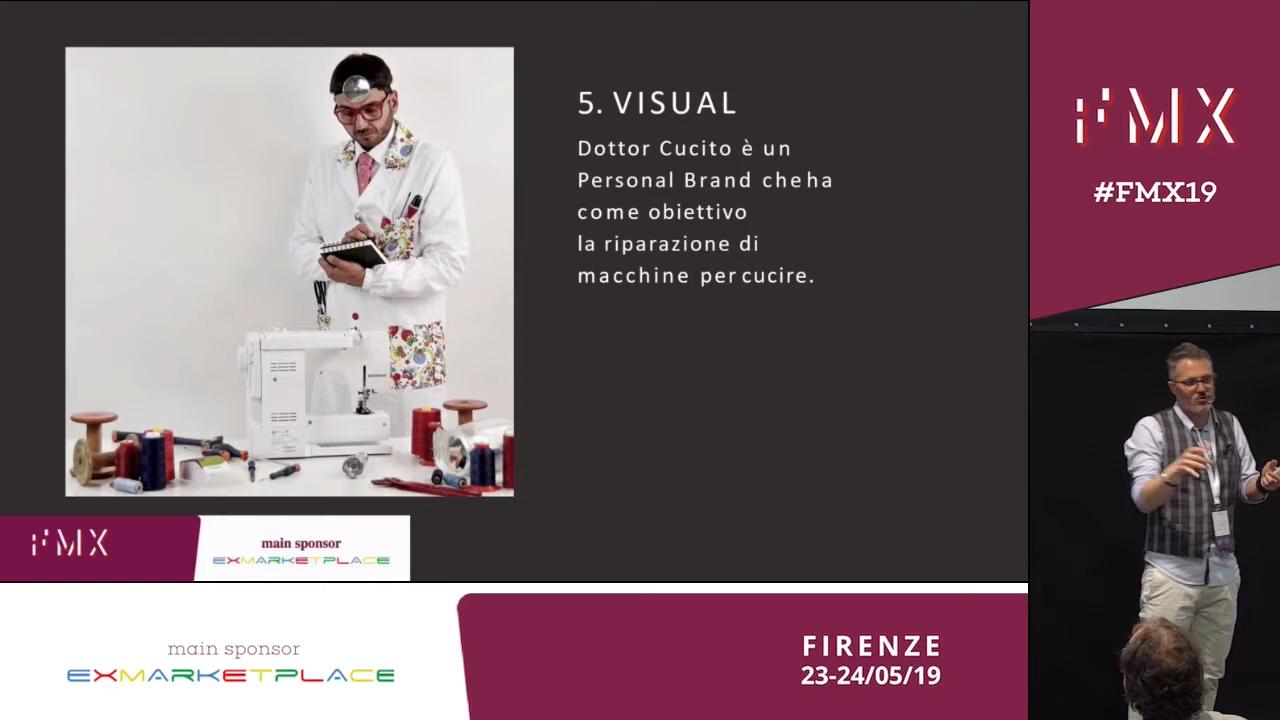 5. VISUAL
Dottor Cucito è un
Personal Brand che ha
come obiettivo
la riparazione di
macchine per cucire.
FMX
main sponsor
EXMARKETPLACE
main sponsor
EXMARKETPLACE
FIRENZE
23-24/05/19
FMX
#FMX19